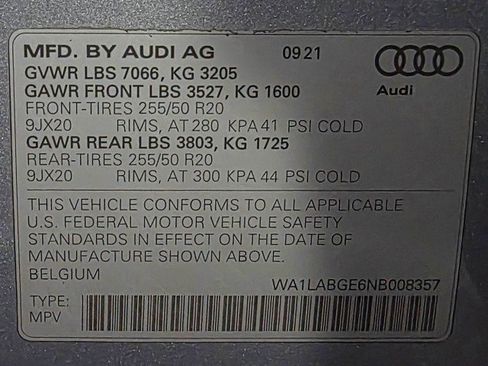 MFD. BY AUDI AG 09 21
GVWR LBS 7066, KG 3205
GAWR FRONT LBS 3527, KG 1600 Audi
FRONT-TIRES 255/50 R20
9JX20 RIMS, AT 280 KPA 41 PSI COLD
GAWR REAR LBS 3803, KG 1725
REAR-TIRES 255/50 R20
9JX20 RIMS, AT 300 KPA 44 PSI COLD
THIS VEHICLE CONFORMS TO ALL APPLICABLE
U.S. FEDERAL MOTOR VEHICLE SAFETY
STANDARDS IN EFFECT ON THE DATE OF
MANUFACTURE SHOWN ABOVE.
BELGIUM WA1LABGE6NB008357
TYPE:
MPV